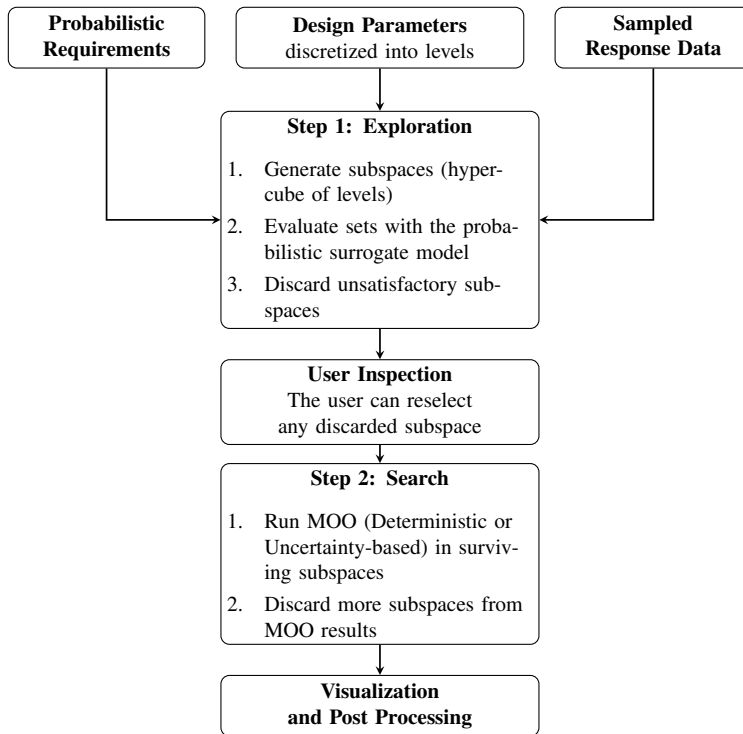 Probabilistic
Requirements
Design Parameters
discretized into levels
Sampled
Response Data
Step 1: Exploration
1. Generate subspaces (hyper-
cube of levels)
2. Evaluate sets with the proba-
bilistic surrogate model
3. Discard unsatisfactory sub-
spaces
User Inspection
The user can reselect
any discarded subspace
Step 2: Search
1. Run MOO (Deterministic or
Uncertainty-based) in surviv-
ing subspaces
2. Discard more subspaces from
MOO results
Visualization
and Post Processing